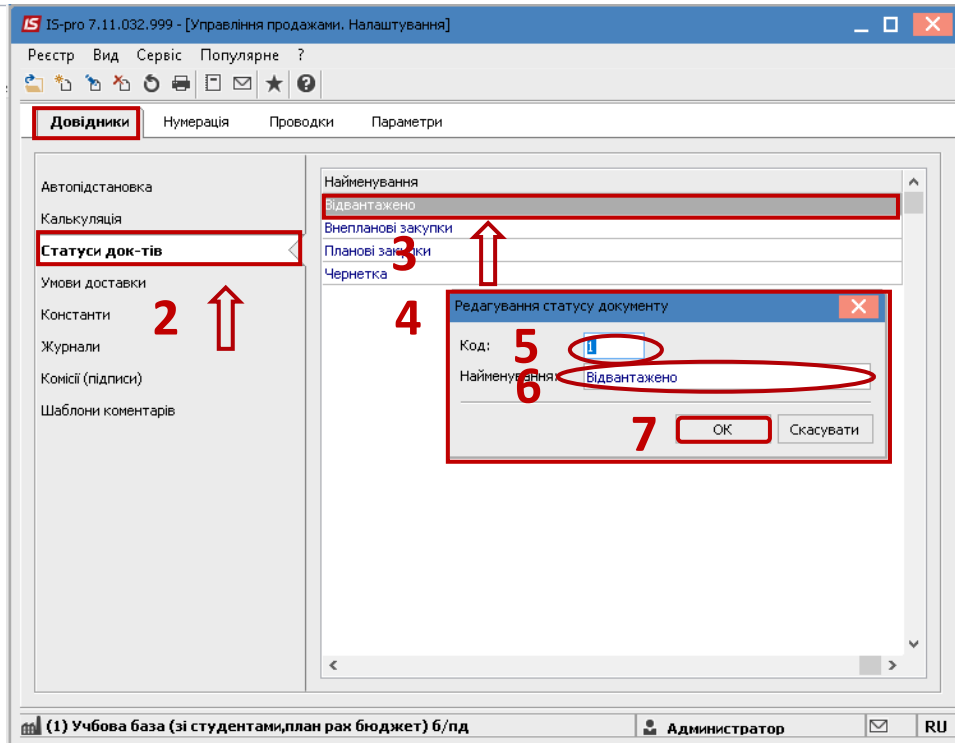 IS IS-pro 7.11.032.999 - [Управління продажами. Налаштування]
Реєстр Вид Сервіс Популярне ?
Довідники Нумерація Проводки Параметри
Автопідстановка
Калькуляція
Статуси док-тів
Умови доставки
Константи
Журнали
Комісії (підписи)
Шаблони коментарів
2
Найменування
Відвантажено
Внепланові закупки
Планові закупки
Чернетка
3
4
Редагування статусу документу
Код: 5 1
Найменування: 6 Відвантажено
7 ОК Скасувати
(1) Учбова база (зі студентами,план рах бюджет) б/пд Администратор RU